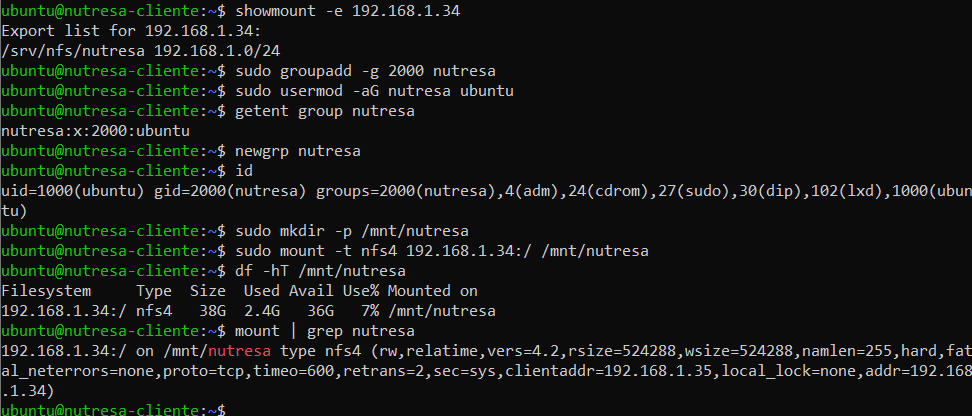 ubuntu@nutresa-cliente:~$ showmount -e 192.168.1.34
Export list for 192.168.1.34:
/srv/nfs/nutresa 192.168.1.0/24
ubuntu@nutresa-cliente:~$ sudo groupadd -g 2000 nutresa
ubuntu@nutresa-cliente:~$ sudo usermod -aG nutresa ubuntu
ubuntu@nutresa-cliente:~$ getent group nutresa
nutresa:x:2000:ubuntu
ubuntu@nutresa-cliente:~$ newgrp nutresa
ubuntu@nutresa-cliente:~$ id
uid=1000(ubuntu) gid=2000(nutresa) groups=2000(nutresa),4(adm),24(cdrom),27(sudo),30(dip),102(lxd),1000(ubun
tu)
ubuntu@nutresa-cliente:~$ sudo mkdir -p /mnt/nutresa
ubuntu@nutresa-cliente:~$ sudo mount -t nfs4 192.168.1.34:/ /mnt/nutresa
ubuntu@nutresa-cliente:~$ df -hT /mnt/nutresa
Filesystem     Type  Size  Used Avail Use% Mounted on
192.168.1.34:/ nfs4   38G  2.4G   36G   7% /mnt/nutresa
ubuntu@nutresa-cliente:~$ mount | grep nutresa
192.168.1.34:/ on /mnt/nutresa type nfs4 (rw,relatime,vers=4.2,rsize=524288,wsize=524288,namlen=255,hard,fat
al_neterrors=none,proto=tcp,timeo=600,retrans=2,sec=sys,clientaddr=192.168.1.35,local_lock=none,addr=192.168
.1.34)
ubuntu@nutresa-cliente:~$